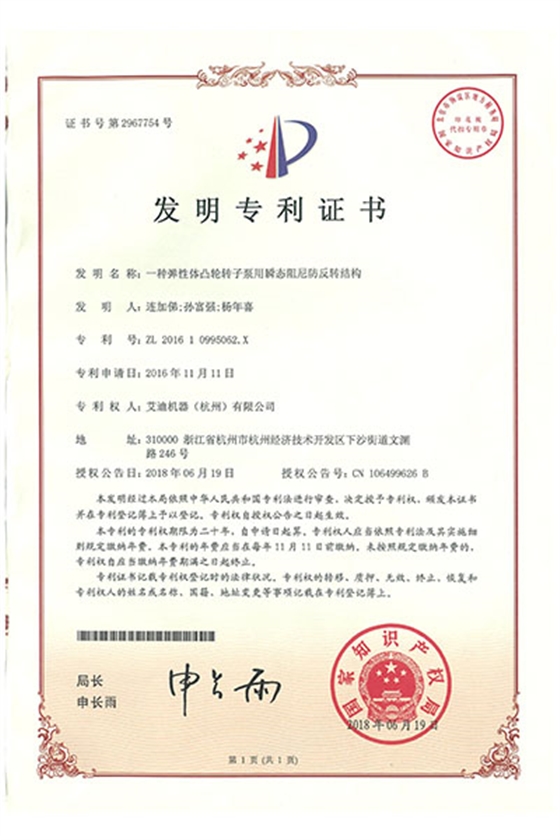 证书号第2967754号
印花税
代扣专用章
发明专利证书
发明名称：一种弹性体凸轮转子泵用瞬态阻尼防反转结构
发明人：连加俤;孙富强;杨年喜
专利号：ZL 2016 1 0995062.X
专利申请日：2016年11月11日
专利权人：艾迪机器（杭州）有限公司
地址：310000 浙江省杭州市杭州经济技术开发区下沙街道文渊
路246号
授权公告日：2018年06月19日 授权公告号：CN 106499626 B
本发明经过本局依照中华人民共和国专利法进行审查，决定授予专利权，颁发本证书
并在专利登记簿上予以登记。专利权自授权公告之日起生效。
本专利的专利权期限为二十年，自申请日起算。专利权人应当依照专利法及其实施细
则规定缴纳年费。本专利的年费应当在每年11月11日前缴纳。未按照规定缴纳年费的，
专利权自应当缴纳年费期满之日起终止。
专利证书记载专利权登记时的法律状况。专利权的转移、质押、无效、终止、恢复和
专利权人的姓名或名称、国籍、地址变更等事项记载在专利登记簿上。
局长
申长雨
申长雨
国家知识产权局
2018年06月19日
第1页（共1页）